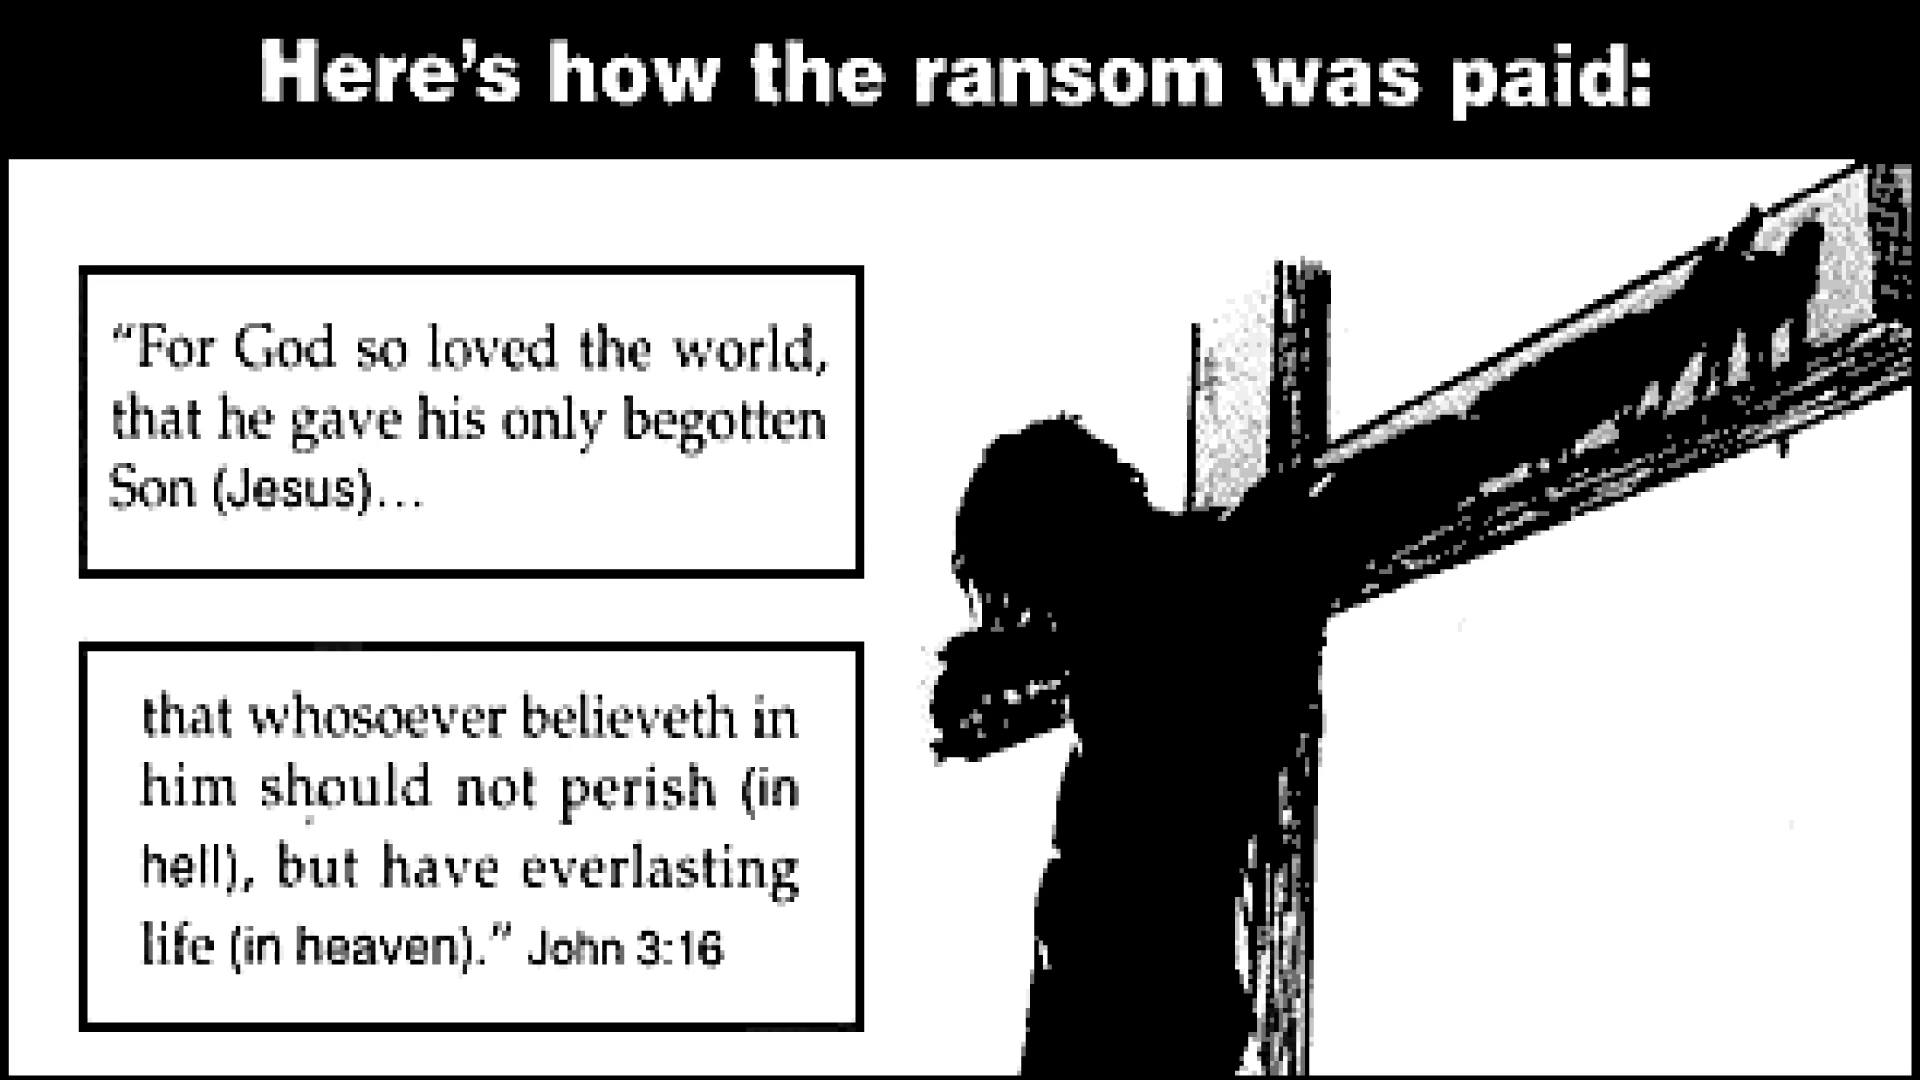 Here’s how the ransom was paid:
“For God so loved the world,
that he gave his only begotten
Son (Jesus)...
that whosoever believeth in
him should not perish (in
hell), but have everlasting
life (in heaven).” John 3:16